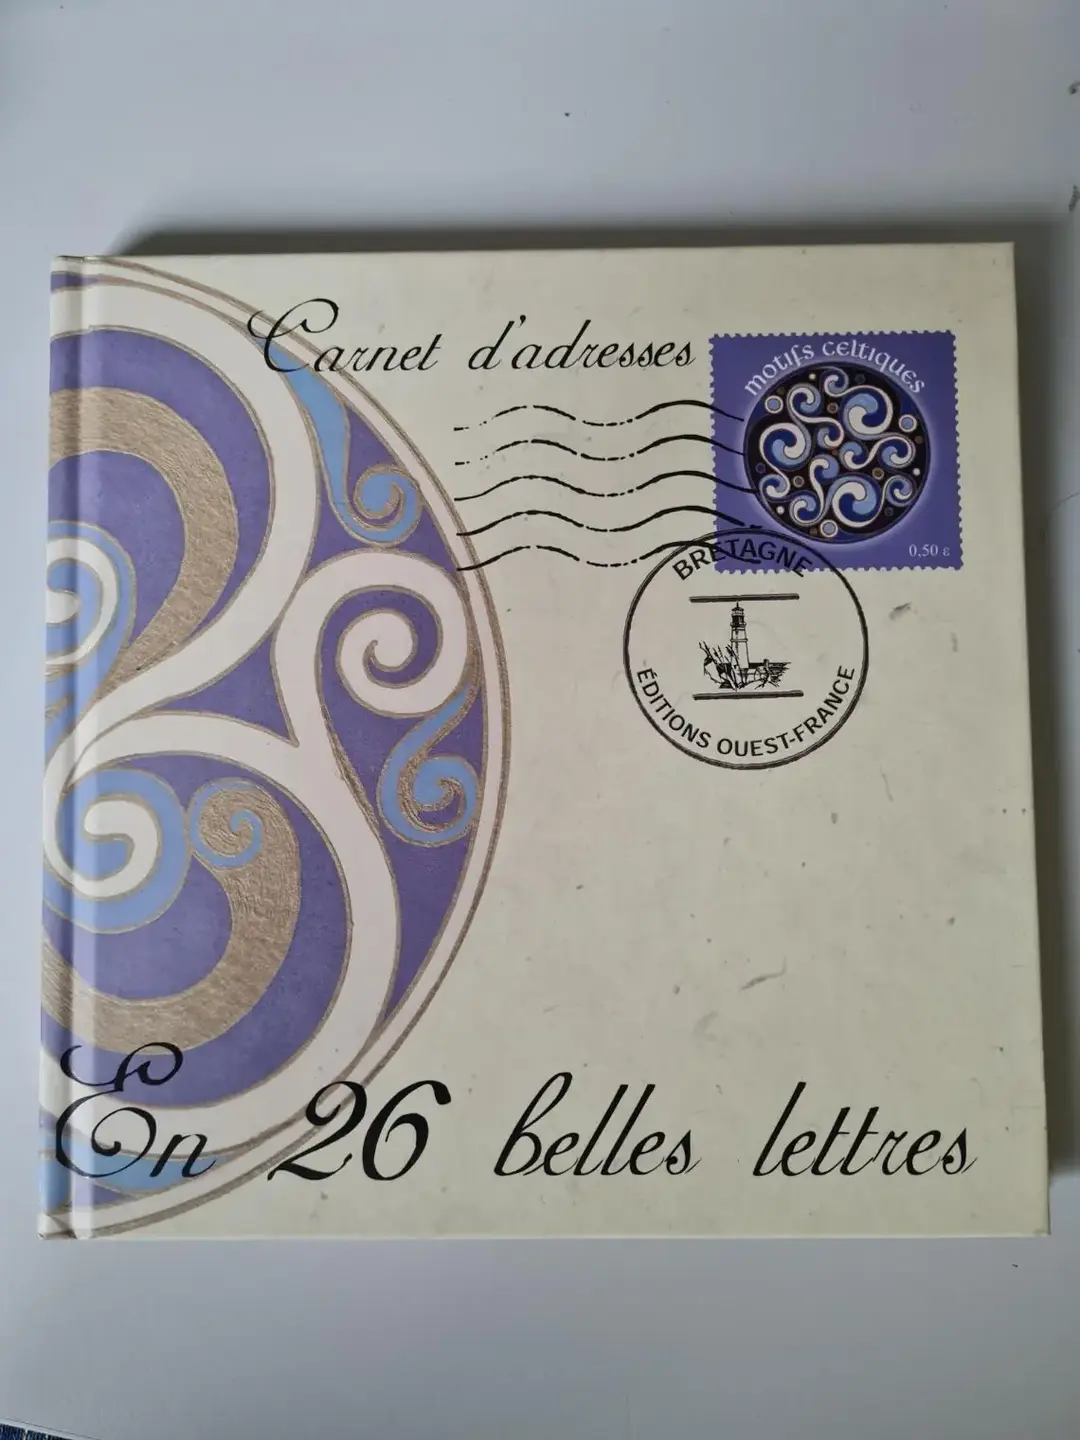 Carnet d'adresses
motifs celtiques
0,50 €
BRETAGNE
ÉDITIONS OUEST-FRANCE
En 26 belles lettres